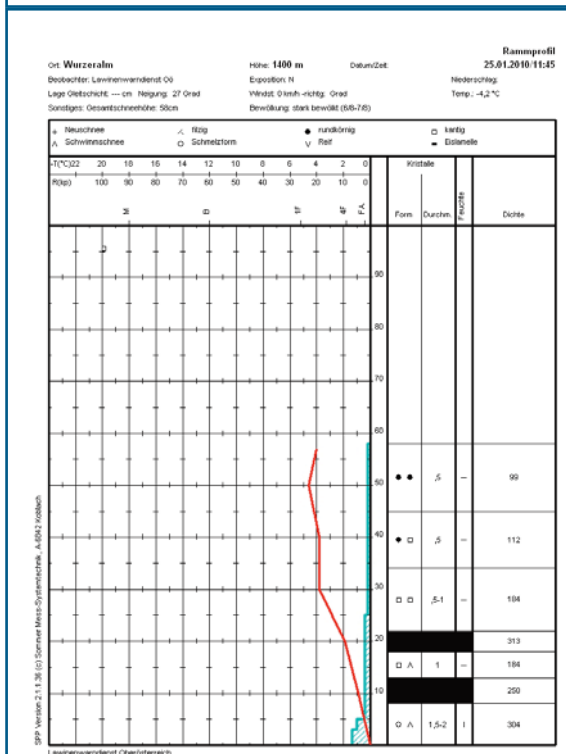 Rammprofil
Ort: Wurzeralm Höhe: 1400 m Datum/Zeit: 25.01.2010/11:45
Beobachter: Lawinenwarndienst Oö Exposition: N Niederschlag:
Lage Gleitschicht: --- cm Neigung: 27 Grad Windst: 0 km/h -richtg: Grad Temp.: -4,2 °C
Sonstiges: Gesamtschneehöhe: 58cm Bewölkung: stark bewölkt (6/8-7/8)
+ Neuschnee filzig ● rundkörnig □ kantig
∧ Schwimmschnee O Schmelzform V Reif Eislamelle
-T(°C)22 20 18 16 14 12 10 8 6 4 2 0 Kristalle
R(kp) 100 90 80 70 60 50 40 30 20 10 0
M B 1F 4F FA Form Durchm. Feuchte Dichte
90
80
70
60
50 ● ● ,5 – 99
40 ● □ ,5 – 112
30 □ □ ,5-1 – 184
20 313
□ ∧ 1 – 184
10 250
O ∧ 1,5-2 I 304
SPP Version 2.1.1.36 (c) Sommer Mess-Systemtechnik, A-6842 Koblach
Lawinenwarndienst Oberösterreich